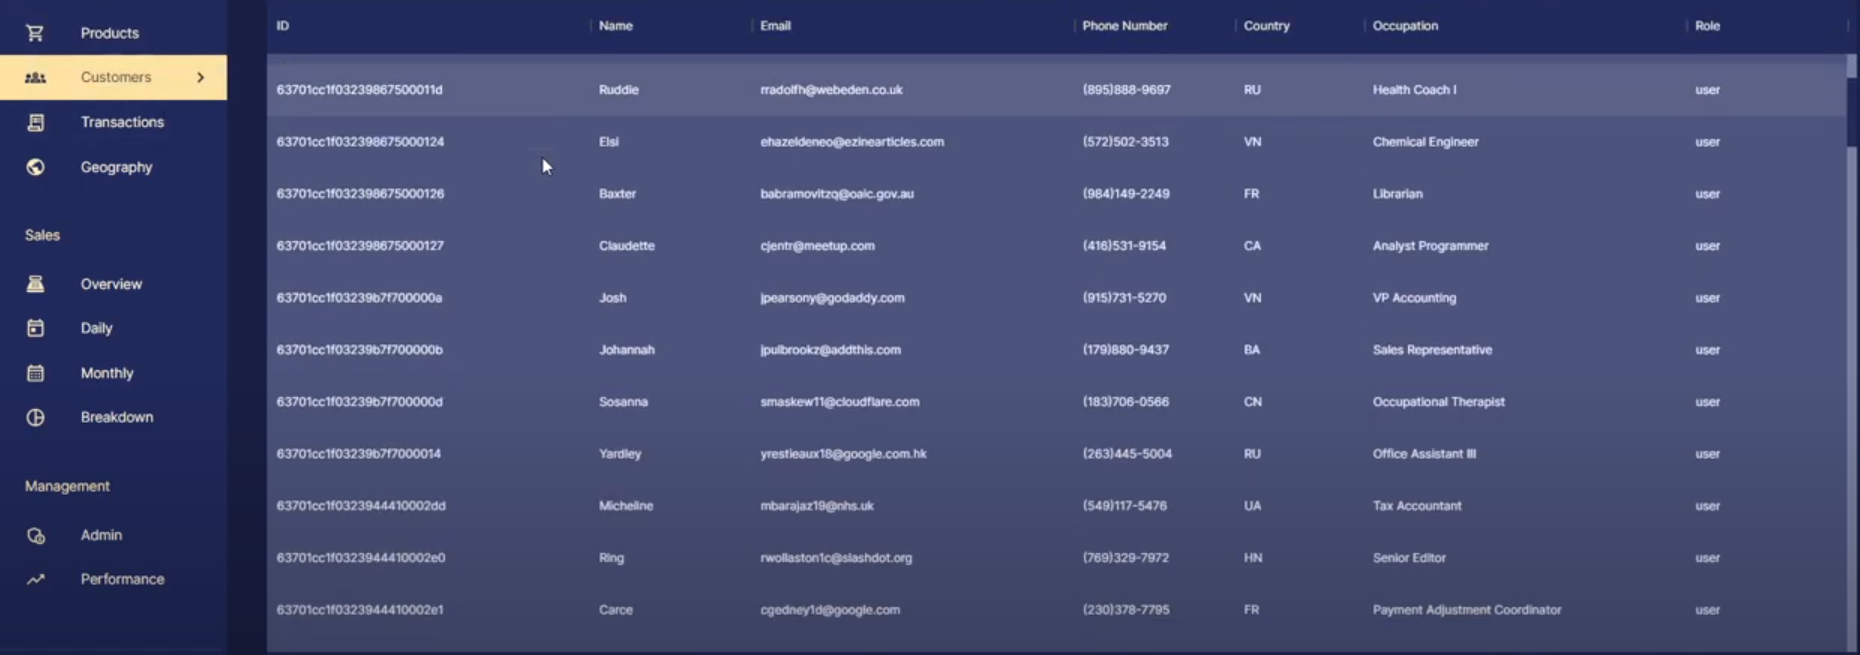 Products
Customers
Transactions
Geography
Sales
Overview
Daily
Monthly
Breakdown
Management
Admin
Performance
ID Name Email Phone Number Country Occupation Role
63701cc1f03239867500011d Ruddie rradolfh@webeden.co.uk (895)888-9697 RU Health Coach I user
63701cc1f032398675000124 Elsi ehazeldeneo@ezinearticles.com (572)502-3513 VN Chemical Engineer user
63701cc1f032398675000126 Baxter babramovitzq@oaic.gov.au (984)149-2249 FR Librarian user
63701cc1f032398675000127 Claudette cjentr@meetup.com (416)531-9154 CA Analyst Programmer user
63701cc1f03239b7f700000a Josh jpearsony@godaddy.com (915)731-5270 VN VP Accounting user
63701cc1f03239b7f700000b Johannah jpulbrookz@addthis.com (179)880-9437 BA Sales Representative user
63701cc1f03239b7f700000d Sosanna smaskew11@cloudflare.com (183)706-0566 CN Occupational Therapist user
63701cc1f03239b7f7000014 Yardley yrestieaux18@google.com.hk (263)445-5004 RU Office Assistant III user
63701cc1f0323944410002dd Micheline mbarajaz19@nhs.uk (549)117-5476 UA Tax Accountant user
63701cc1f0323944410002e0 Ring rwollaston1c@slashdot.org (769)329-7972 HN Senior Editor user
63701cc1f0323944410002e1 Carce cgedney1d@google.com (230)378-7795 FR Payment Adjustment Coordinator user